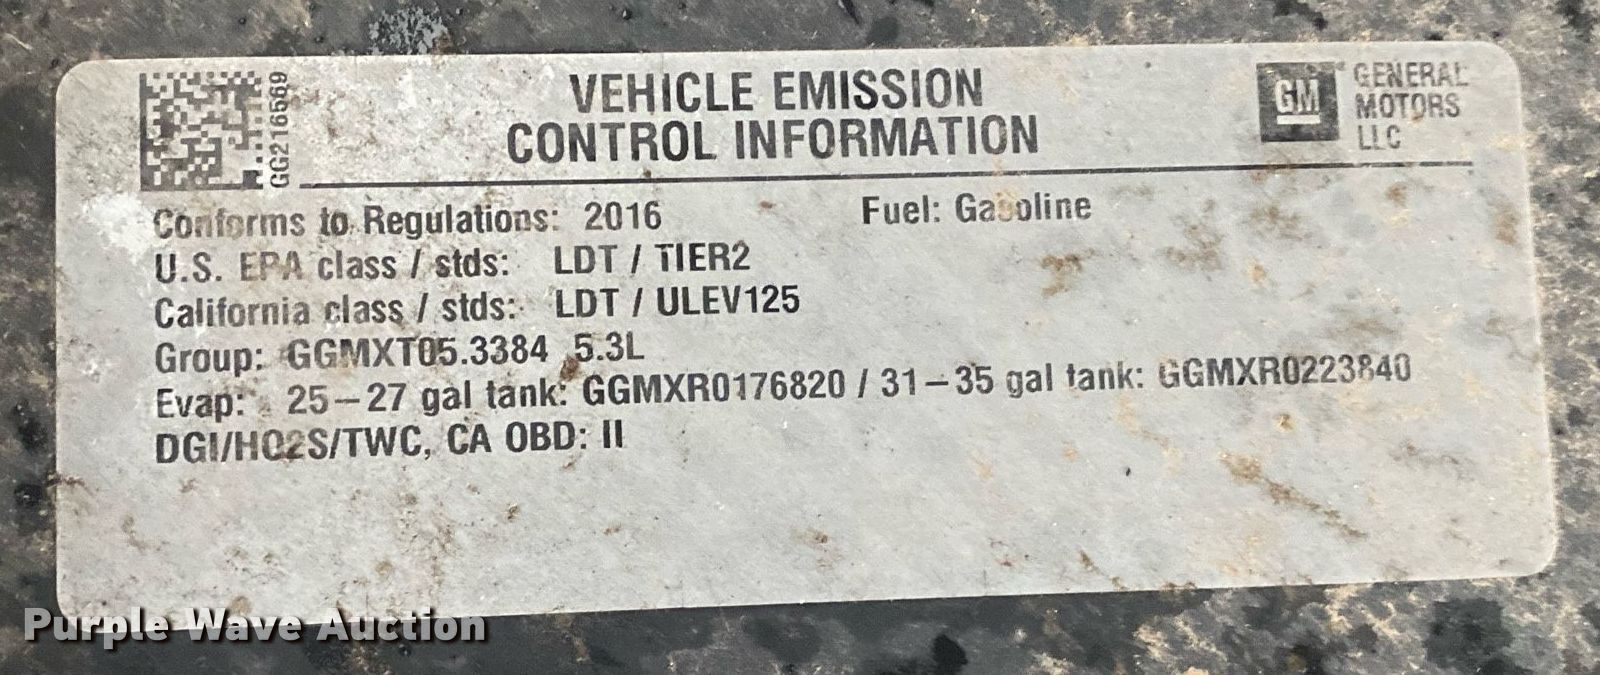 GG216569
VEHICLE EMISSION
CONTROL INFORMATION
GM
GENERAL
MOTORS
LLC
Conforms to Regulations: 2016 Fuel: Gasoline
U.S. EPA class / stds: LDT / TIER2
California class / stds: LDT / ULEV125
Group: GGMXT05.3384 5.3L
Evap: 25-27 gal tank: GGMXR0176820 / 31-35 gal tank: GGMXR0223840
DGI/HO2S/TWC, CA OBD: II
Purple Wave Auction